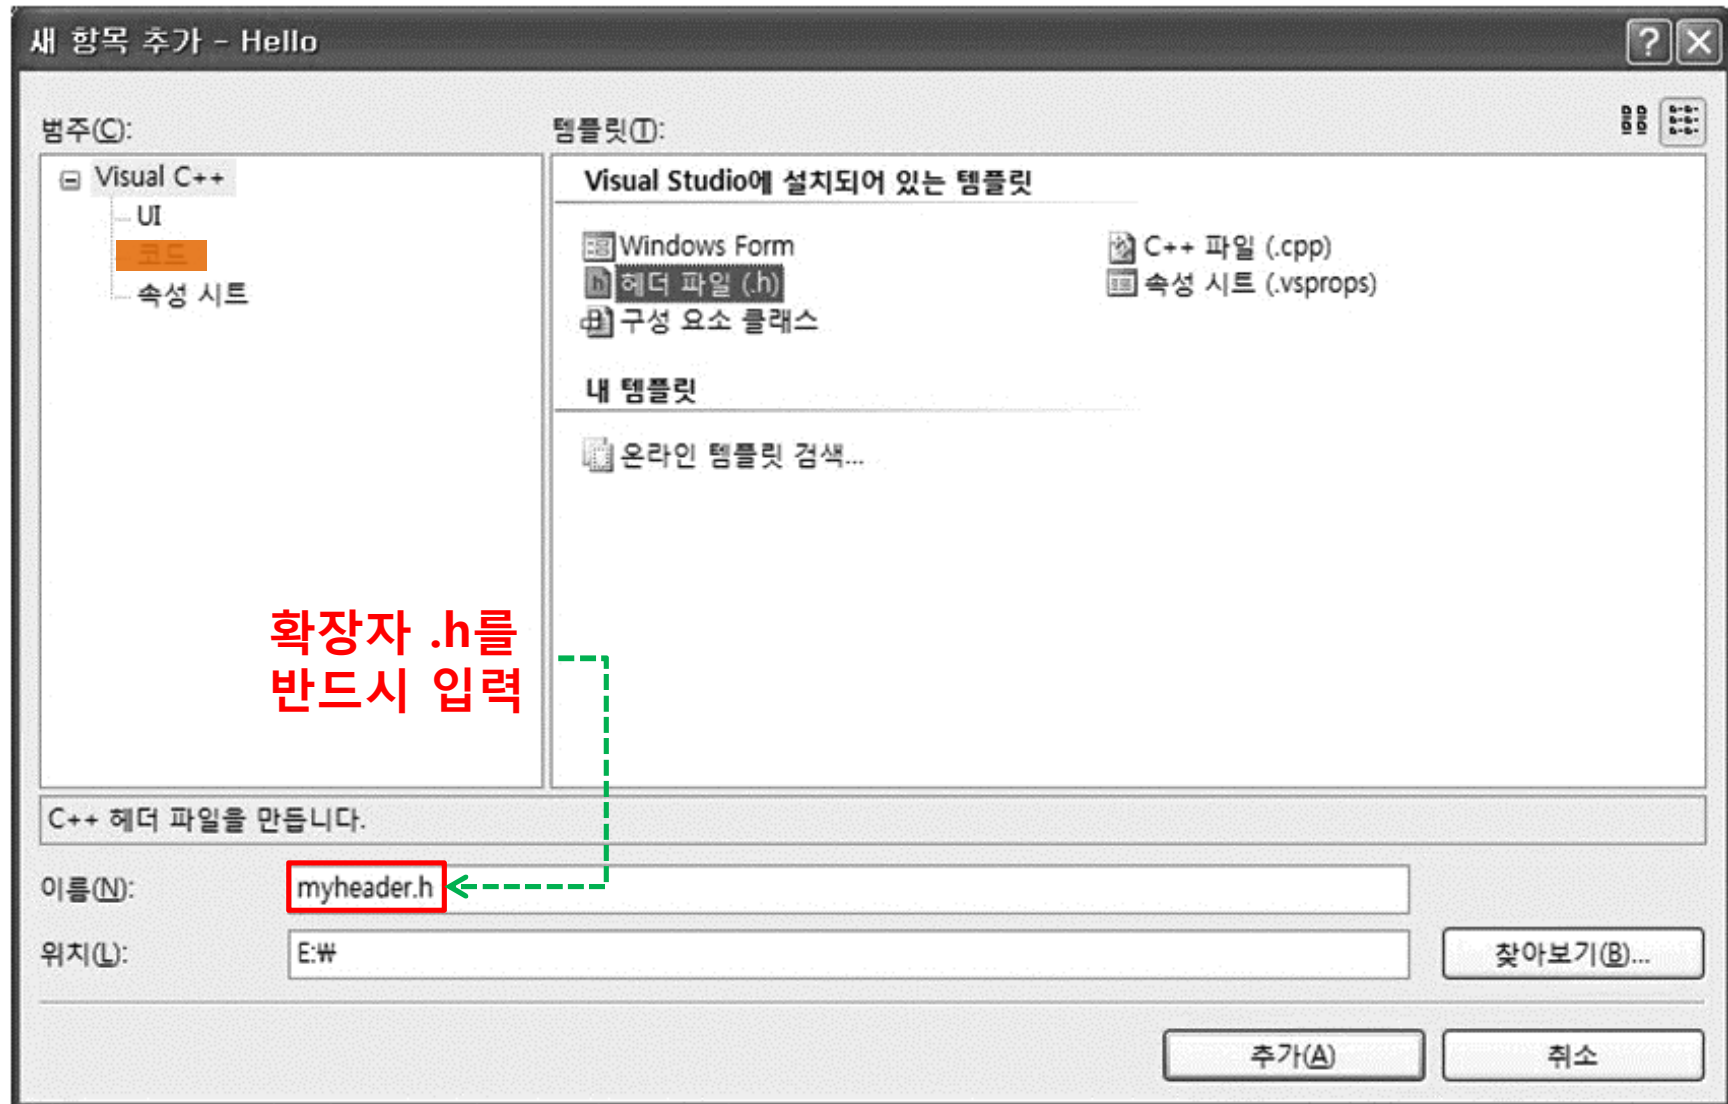 새 항목 추가 - Hello
범주(C):
템플릿(T):
Visual C++
UI
코드
속성 시트
Visual Studio에 설치되어 있는 템플릿
Windows Form
C++ 파일 (.cpp)
헤더 파일 (.h)
속성 시트 (.vsprops)
구성 요소 클래스
내 템플릿
온라인 템플릿 검색...
확장자 .h를
반드시 입력
C++ 헤더 파일을 만듭니다.
이름(N):
myheader.h
위치(L):
E:₩
찾아보기(B)...
추가(A)
취소